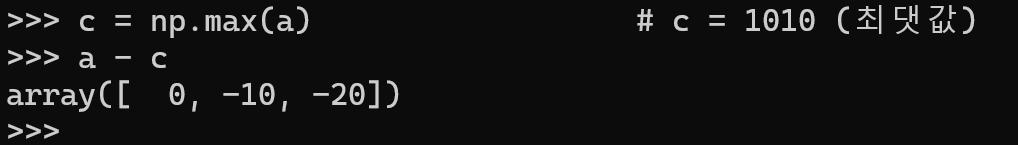 >>> c = np.max(a)                  # c = 1010 (최댓값)
>>> a - c
array([  0, -10, -20])
>>>